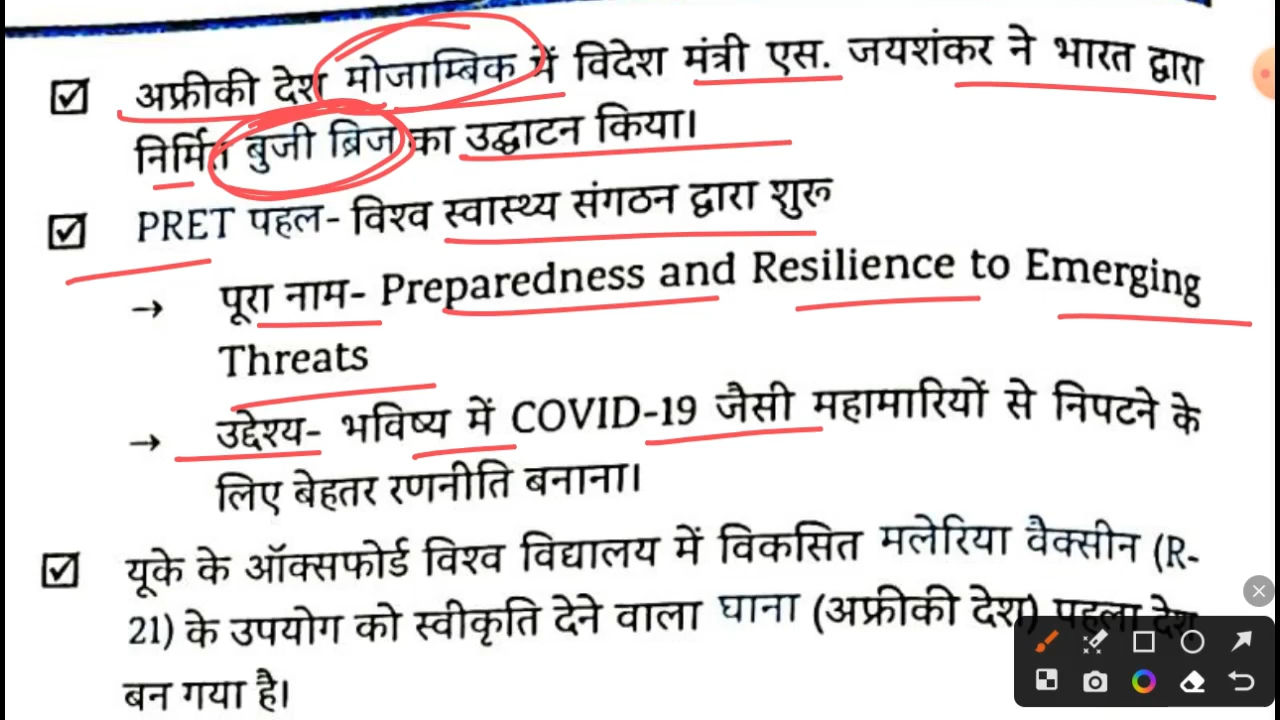 अफ्रीकी देश मोजाम्बिक में विदेश मंत्री एस. जयशंकर ने भारत द्वारा
निर्मित बुजी ब्रिज का उद्घाटन किया।
PRET पहल- विश्व स्वास्थ्य संगठन द्वारा शुरू
→ पूरा नाम- Preparedness and Resilience to Emerging
Threats
→ उद्देश्य- भविष्य में COVID-19 जैसी महामारियों से निपटने के
लिए बेहतर रणनीति बनाना।
यूके के ऑक्सफोर्ड विश्व विद्यालय में विकसित मलेरिया वैक्सीन (R-
21) के उपयोग को स्वीकृति देने वाला घाना (अफ्रीकी देश) पहला देश
बन गया है।